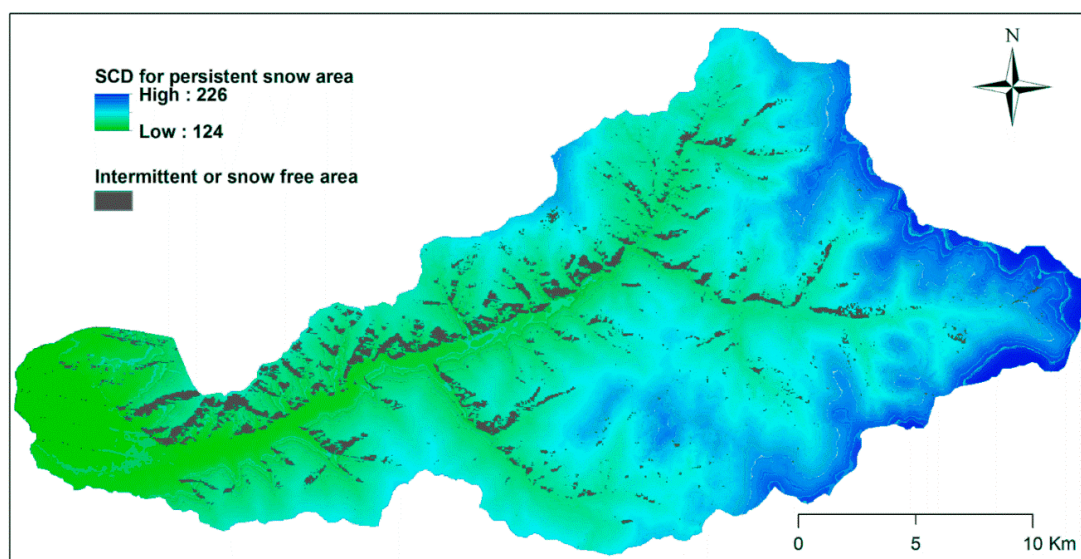 N
SCD for persistent snow area
High : 226
Low : 124
Intermittent or snow free area
0 5 10 Km